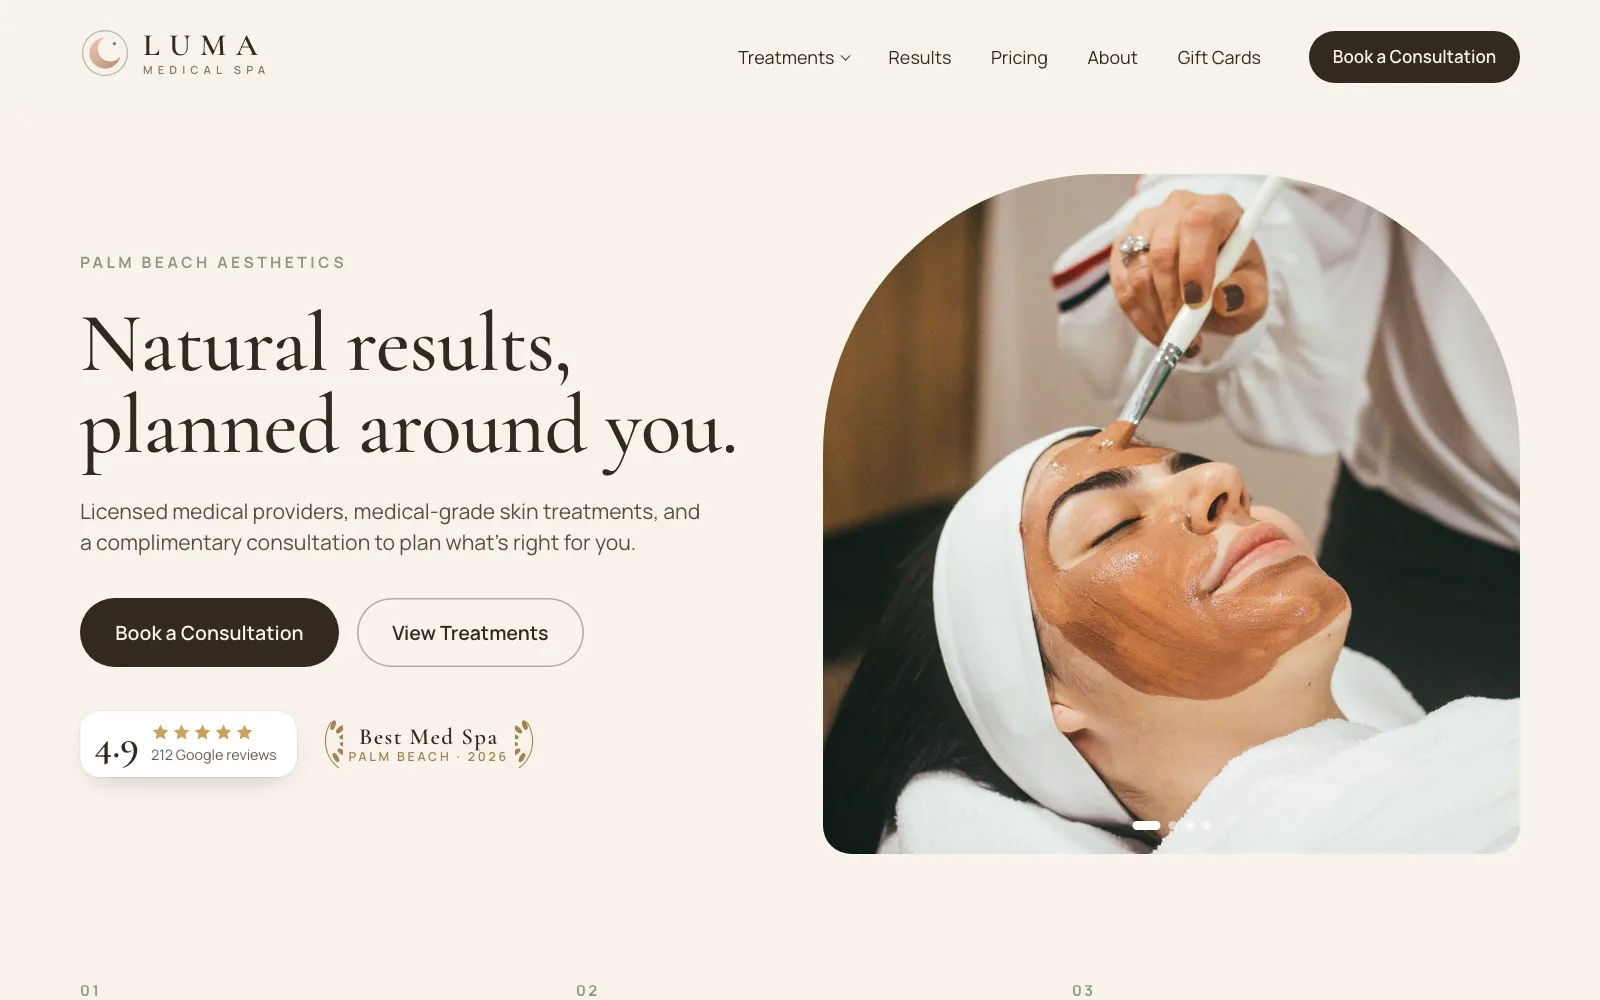 LUMA
MEDICAL SPA
Treatments
Results
Pricing
About
Gift Cards
Book a Consultation
PALM BEACH AESTHETICS
Natural results,
planned around you.
Licensed medical providers, medical-grade skin treatments, and
a complimentary consultation to plan what’s right for you.
Book a Consultation
View Treatments
4.9
212 Google reviews
Best Med Spa
PALM BEACH · 2026
01
02
03